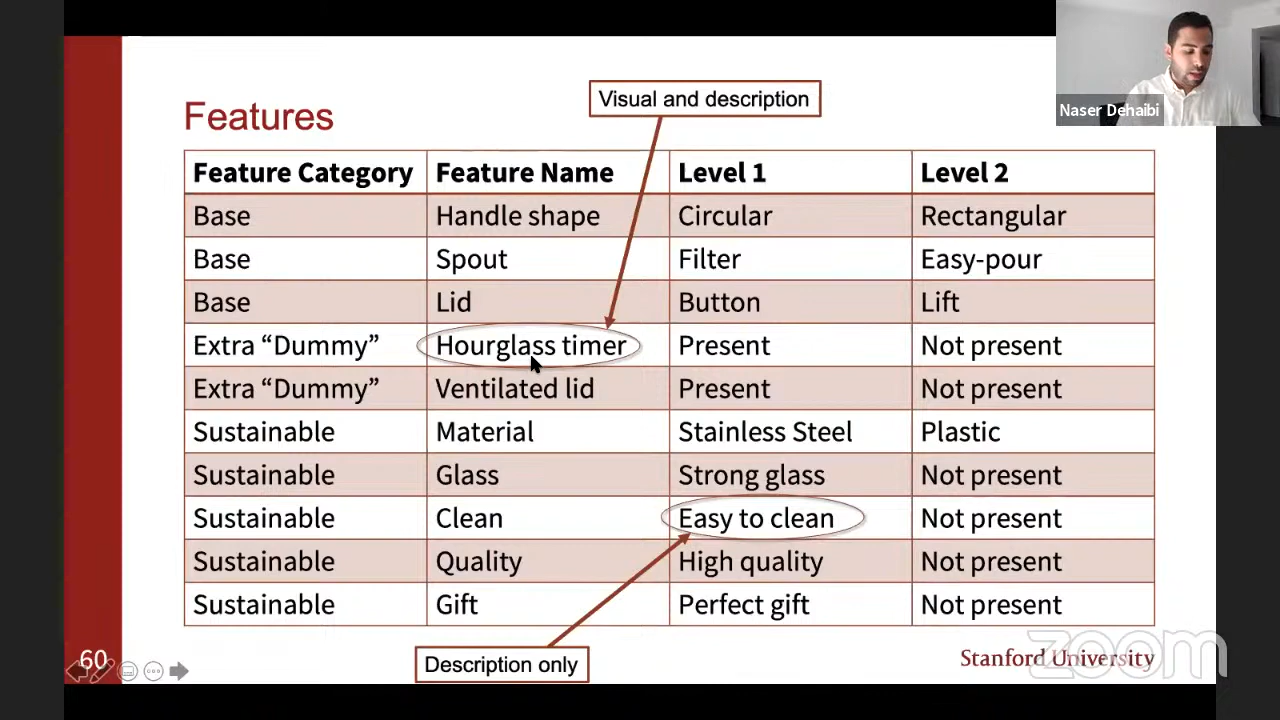 Naser Dehaibi
Visual and description
Features
Feature Category Feature Name Level 1 Level 2
Base Handle shape Circular Rectangular
Base Spout Filter Easy-pour
Base Lid Button Lift
Extra “Dummy” Hourglass timer Present Not present
Extra “Dummy” Ventilated lid Present Not present
Sustainable Material Stainless Steel Plastic
Sustainable Glass Strong glass Not present
Sustainable Clean Easy to clean Not present
Sustainable Quality High quality Not present
Sustainable Gift Perfect gift Not present
Description only
60
Stanford University
zoom